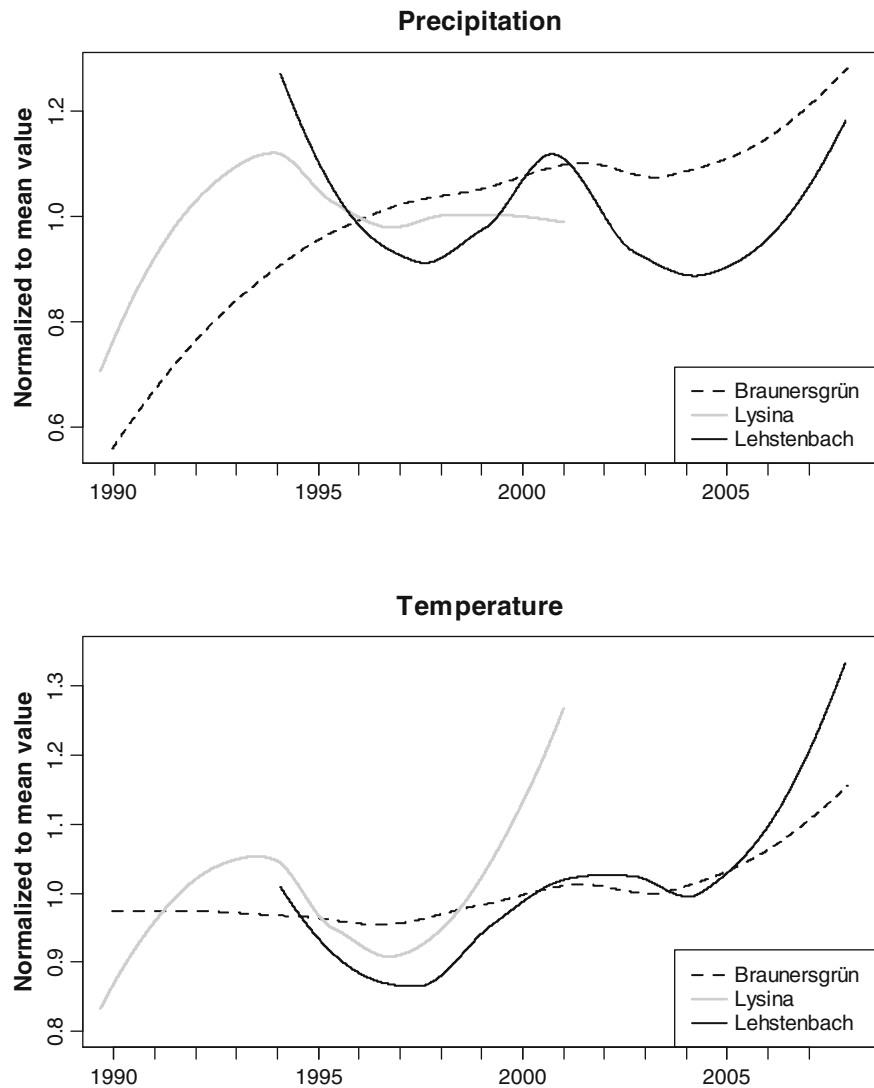 Precipitation
Normalized to mean value
1.2
1.0
0.8
0.6
1990 1995 2000 2005
Braunersgrün
Lysina
Lehstenbach
Temperature
Normalized to mean value
1.3
1.2
1.1
1.0
0.9
0.8
1990 1995 2000 2005
Braunersgrün
Lysina
Lehstenbach